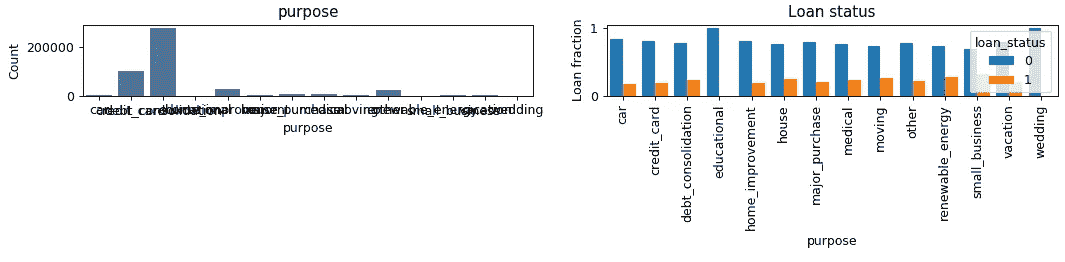 purpose
Count
200000
0
purpose
Loan status
Loan fraction
1
0
loan_status
0
1
car
credit_card
debt_consolidation
educational
home_improvement
house
major_purchase
medical
moving
other
renewable_energy
small_business
vacation
wedding
purpose